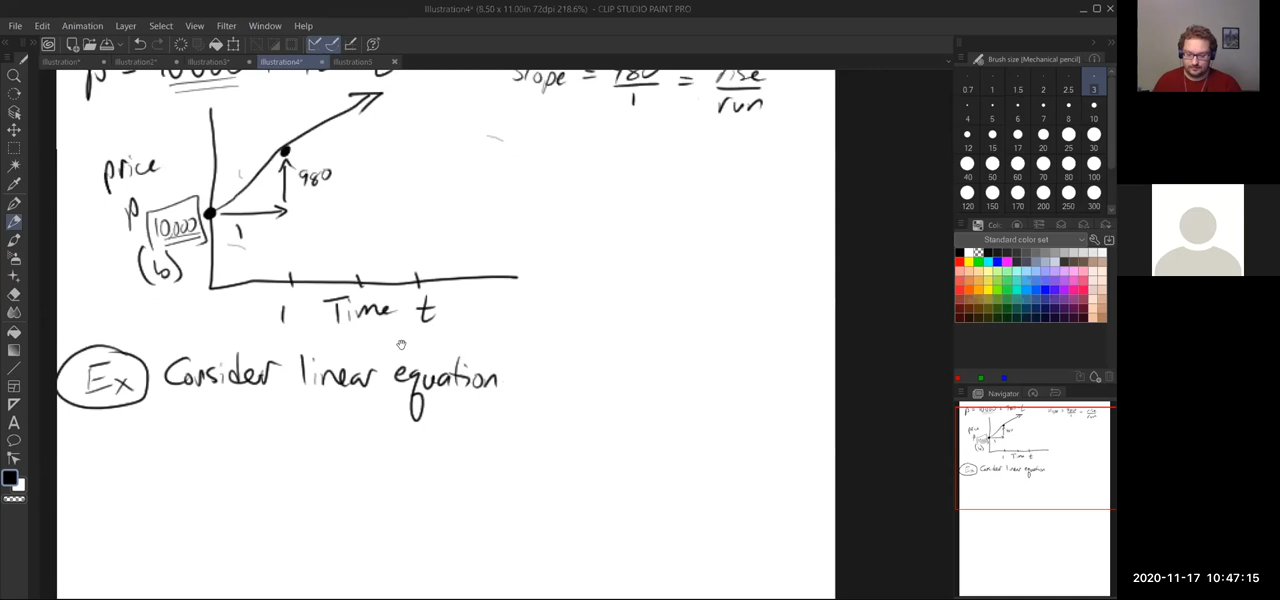 Illustration4* (8.50 x 11.00in 72dpi 218.6%) - CLIP STUDIO PAINT PRO
File Edit Animation Layer Select View Filter Window Help
Illustration* Illustration2* Illustration3* Illustration4* Illustration5
Brush size [Mechanical pencil]
0.7 1 1.5 2 2.5 3
4 5 6 7 8 10
12 15 17 20 25 30
40 50 60 70 80 100
120 150 170 200 250 300
Standard color set
Navigator
p = 10,000 + t
slope = 980/1 = rise/run
price
p
10,000
(b)
980
1
1 Time t
Ex Consider linear equation
2020-11-17 10:47:15